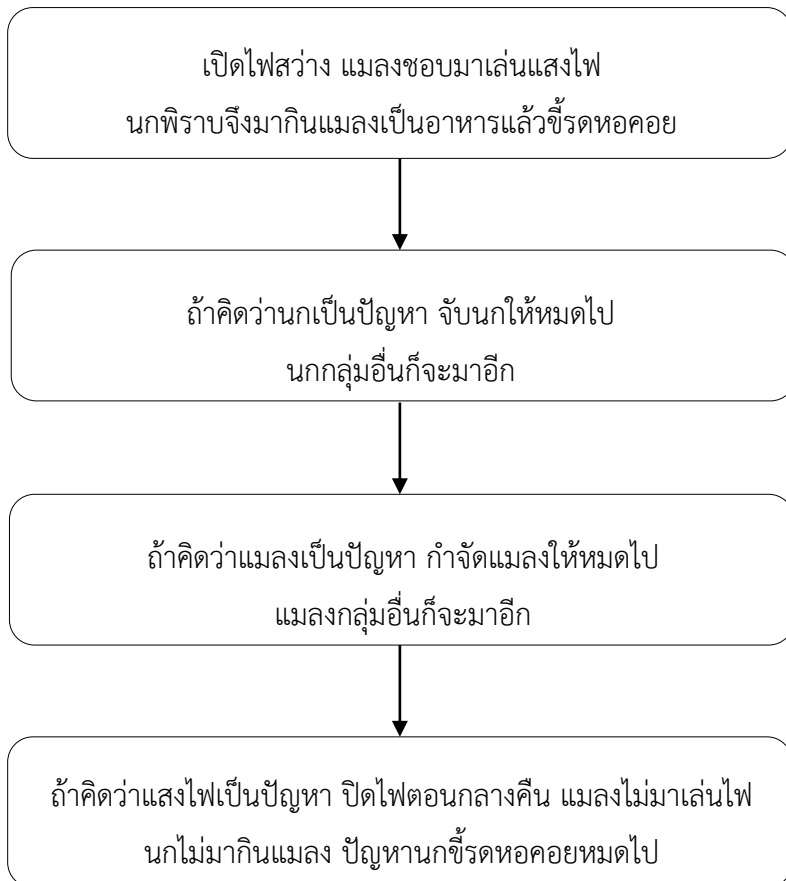 เปิดไฟสว่าง แมลงชอบมาเล่นแสงไฟ
นกพิราบจึงมากินแมลงเป็นอาหารแล้วขี้รดหอคอย
ถ้าคิดว่านกเป็นปัญหา จับนกให้หมดไป
นกกลุ่มอื่นก็จะมาอีก
ถ้าคิดว่าแมลงเป็นปัญหา กำจัดแมลงให้หมดไป
แมลงกลุ่มอื่นก็จะมาอีก
ถ้าคิดว่าแสงไฟเป็นปัญหา ปิดไฟตอนกลางคืน แมลงไม่มาเล่นไฟ
นกไม่มากินแมลง ปัญหานกขี้รดหอคอยหมดไป